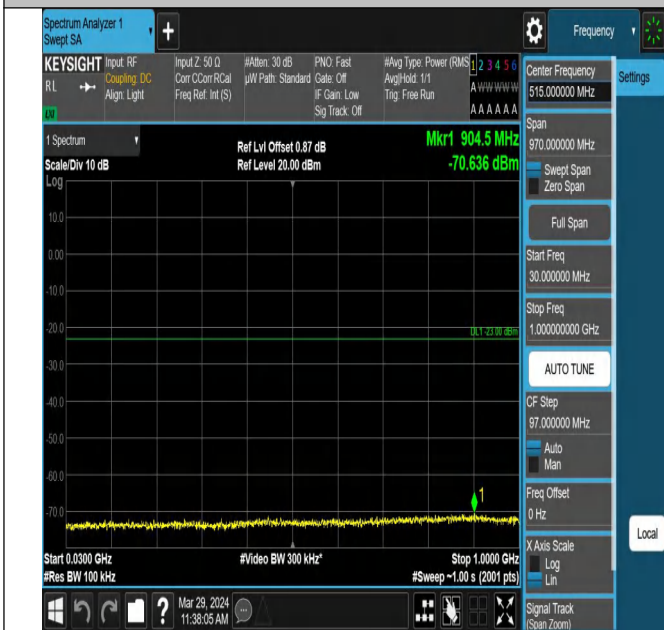 Spectrum Analyzer 1
Swept SA
+
Frequency
KEYSIGHT
RL
LXI
Input: RF
Coupling: DC
Align: Light
Input Z: 50 Ω
Corr CCorr RCal
Freq Ref: Int (S)
#Atten: 30 dB
µW Path: Standard
PNO: Fast
Gate: Off
IF Gain: Low
Sig Track: Off
#Avg Type: Power (RMS
Avg|Hold: 1/1
Trig: Free Run
1 2 3 4 5 6
A W W W W W
A A A A A A
1 Spectrum
Scale/Div 10 dB
Ref Lvl Offset 0.87 dB
Ref Level 20.00 dBm
Mkr1 904.5 MHz
-70.636 dBm
Log
10.0
0.00
-10.0
-20.0
DL1 -23.00 dBm
-30.0
-40.0
-50.0
-60.0
1
-70.0
Start 0.0300 GHz
#Res BW 100 kHz
#Video BW 300 kHz*
Stop 1.0000 GHz
#Sweep ~1.00 s (2001 pts)
?
Mar 29, 2024
11:38:05 AM
Center Frequency
515.000000 MHz
Span
970.000000 MHz
Swept Span
Zero Span
Full Span
Start Freq
30.000000 MHz
Stop Freq
1.000000000 GHz
AUTO TUNE
CF Step
97.000000 MHz
Auto
Man
Freq Offset
0 Hz
X Axis Scale
Log
Lin
Signal Track
(Span Zoom)
Settings
Local